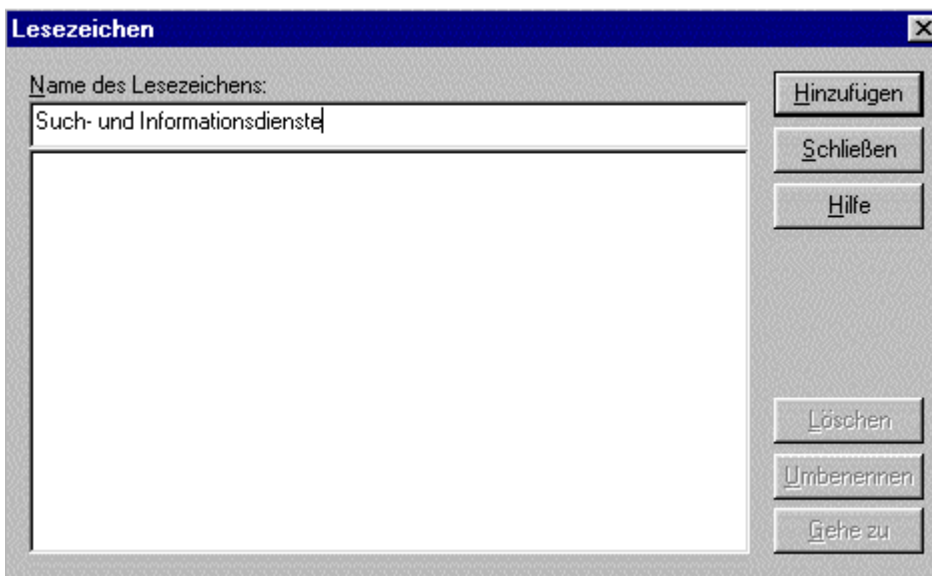 Lesezeichen
Name des Lesezeichens:
Such- und Informationsdienste
Hinzufügen
Schließen
Hilfe
Löschen
Umbenennen
Gehe zu